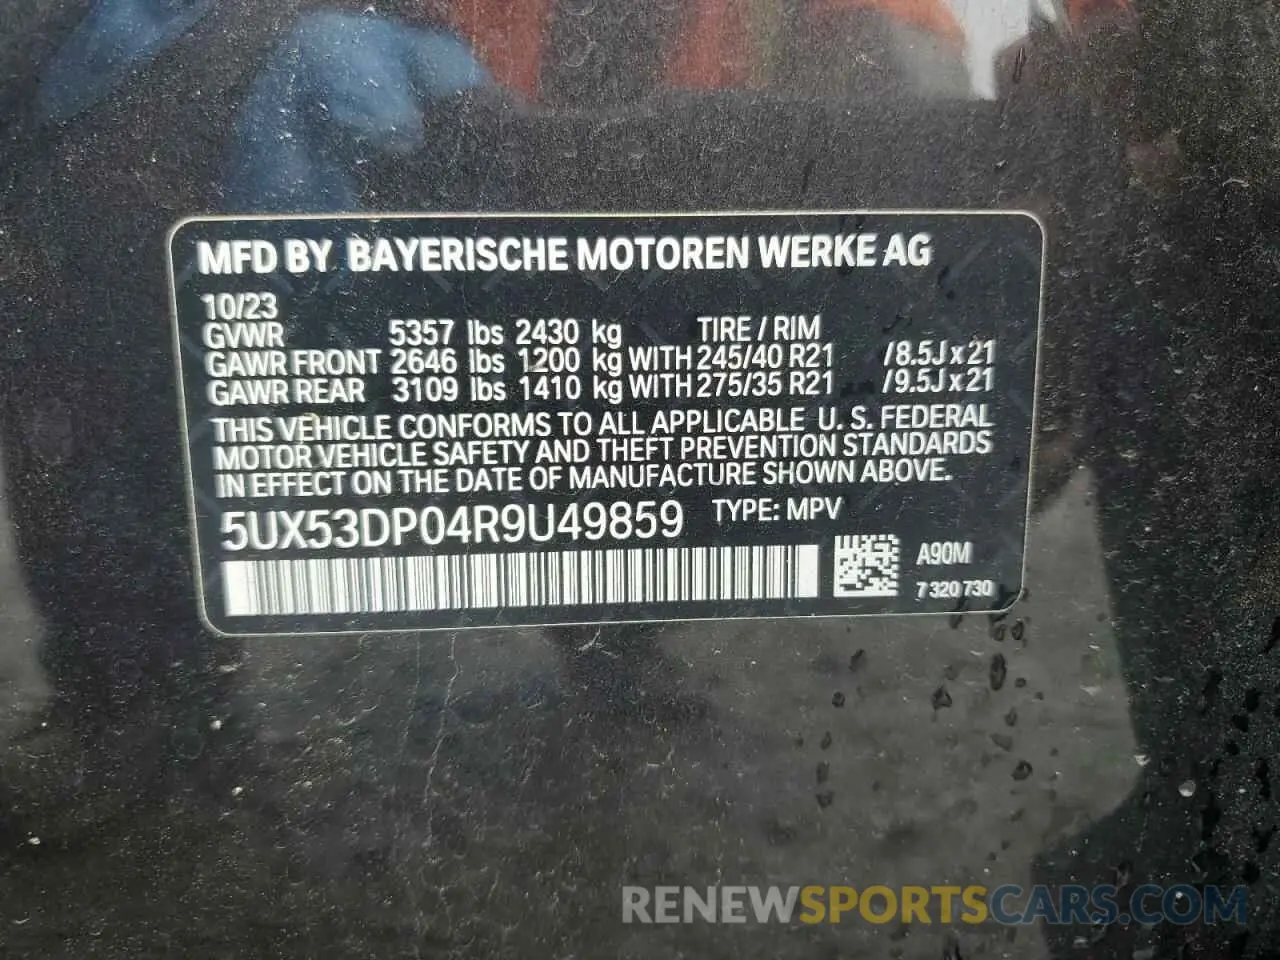 MFD BY BAYERISCHE MOTOREN WERKE AG
10/23
GVWR 5357 lbs 2430 kg TIRE / RIM
GAWR FRONT 2646 lbs 1200 kg WITH 245/40 R21 /8.5J x 21
GAWR REAR 3109 lbs 1410 kg WITH 275/35 R21 /9.5J x 21
THIS VEHICLE CONFORMS TO ALL APPLICABLE U. S. FEDERAL
MOTOR VEHICLE SAFETY AND THEFT PREVENTION STANDARDS
IN EFFECT ON THE DATE OF MANUFACTURE SHOWN ABOVE.
5UX53DP04R9U49859 TYPE: MPV
A90M
7 320 730
RENEWSPORTSCARS.COM